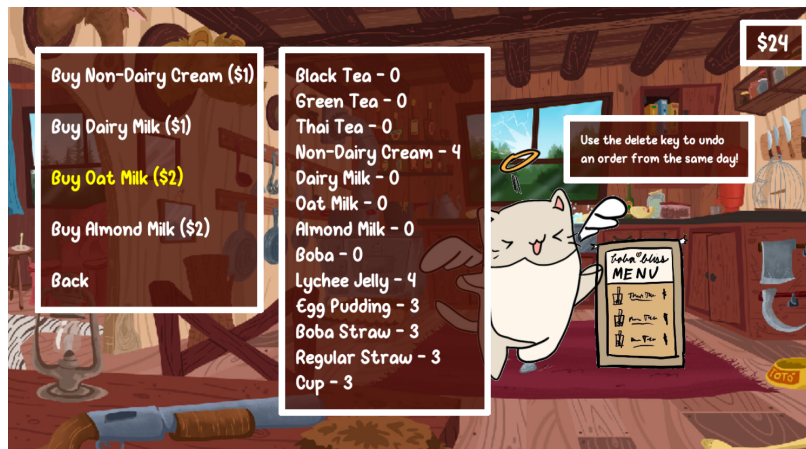 $24
Buy Non-Dairy Cream ($1)
Buy Dairy Milk ($1)
Buy Oat Milk ($2)
Buy Almond Milk ($2)
Back
Black Tea - 0
Green Tea - 0
Thai Tea - 0
Non-Dairy Cream - 4
Dairy Milk - 0
Oat Milk - 0
Almond Milk - 0
Boba - 0
Lychee Jelly - 4
Egg Pudding - 3
Boba Straw - 3
Regular Straw - 3
Cup - 3
Use the delete key to undo
an order from the same day!
boba bliss
MENU
TOTO